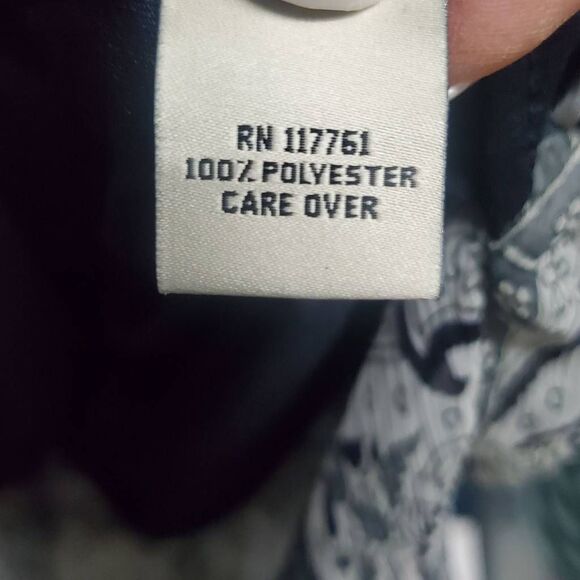 RN 117761
100% POLYESTER
CARE OVER